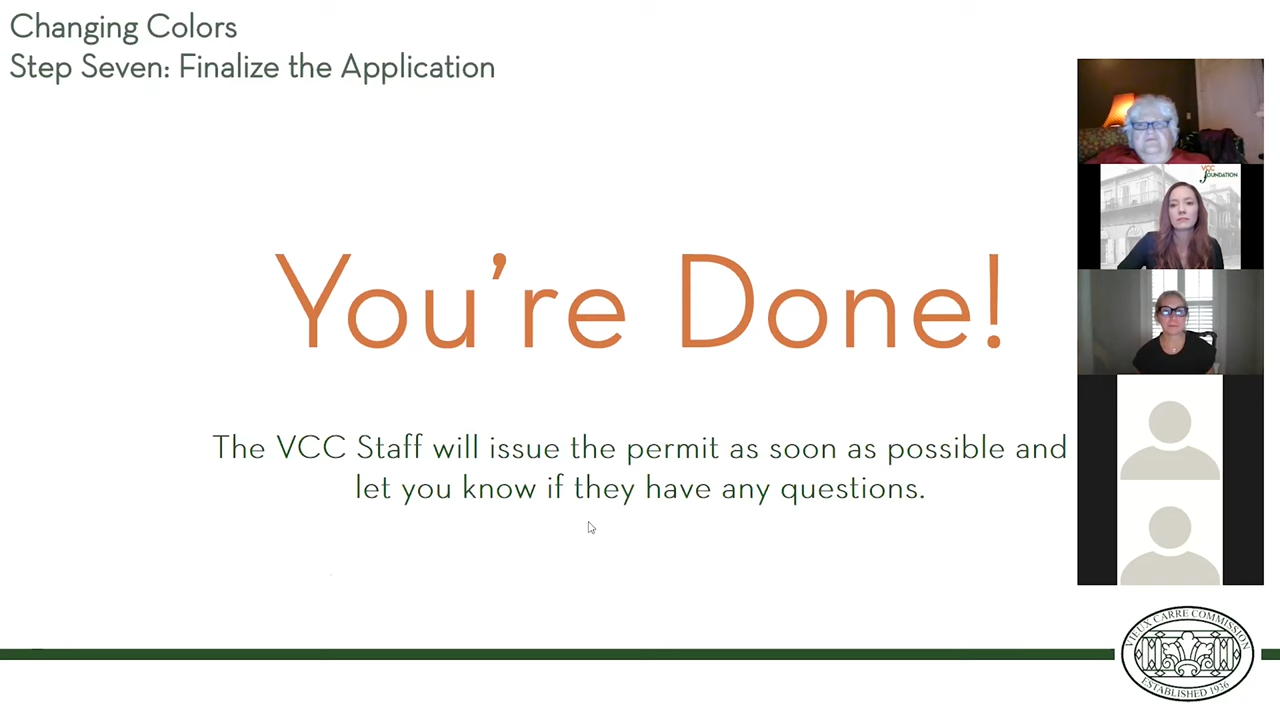 Changing Colors
Step Seven: Finalize the Application
VCC
FOUNDATION
You're Done!
The VCC Staff will issue the permit as soon as possible and
let you know if they have any questions.
VIEUX CARRE COMMISSION
ESTABLISHED 1936